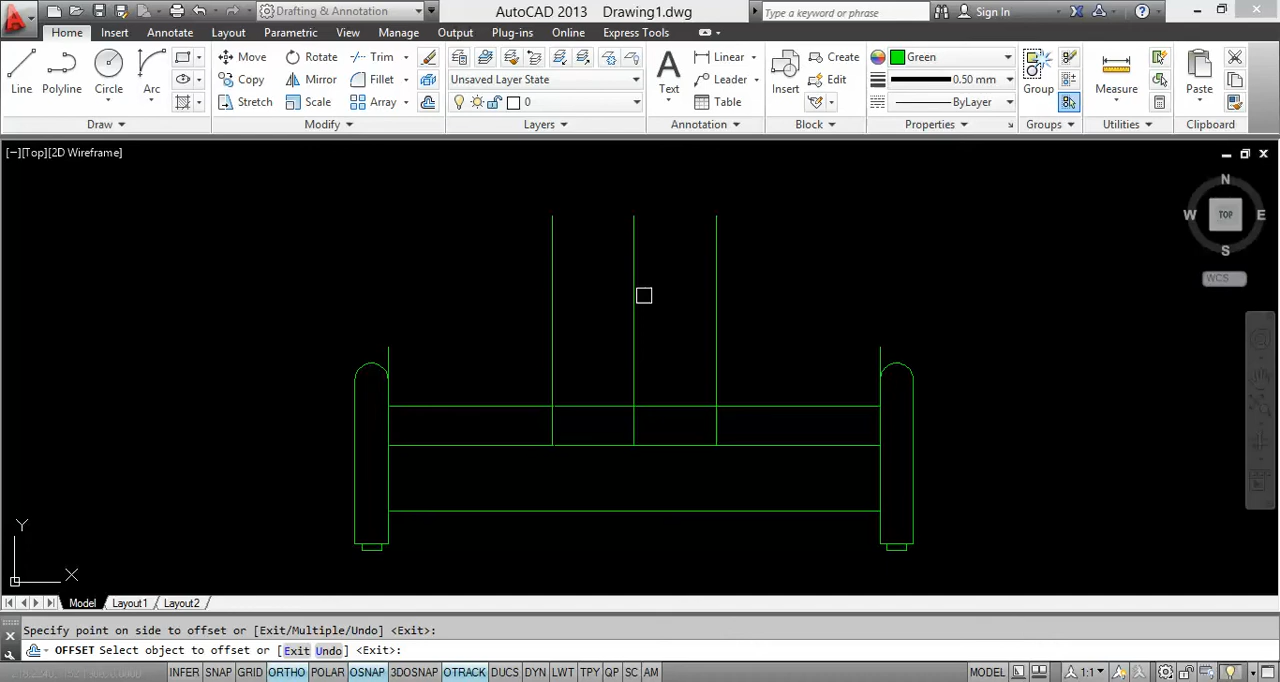 Drafting & Annotation AutoCAD 2013 Drawing1.dwg Type a keyword or phrase Sign In
Home Insert Annotate Layout Parametric View Manage Output Plug-ins Online Express Tools
Line Polyline Circle Arc Move Rotate Trim Unsaved Layer State Text Linear Insert Create Green Group Measure Paste
Copy Mirror Fillet Leader Edit 0.50 mm
Stretch Scale Array 0 Table ByLayer
Draw Modify Layers Annotation Block Properties Groups Utilities Clipboard
[−][Top][2D Wireframe]
N
W TOP E
S
WCS
Y
X
Model Layout1 Layout2
Specify point on side to offset or [Exit/Multiple/Undo] <Exit>:
OFFSET Select object to offset or [Exit Undo] <Exit>:
INFER SNAP GRID ORTHO POLAR OSNAP 3DOSNAP OTRACK DUCS DYN LWT TPY QP SC AM MODEL 1:1